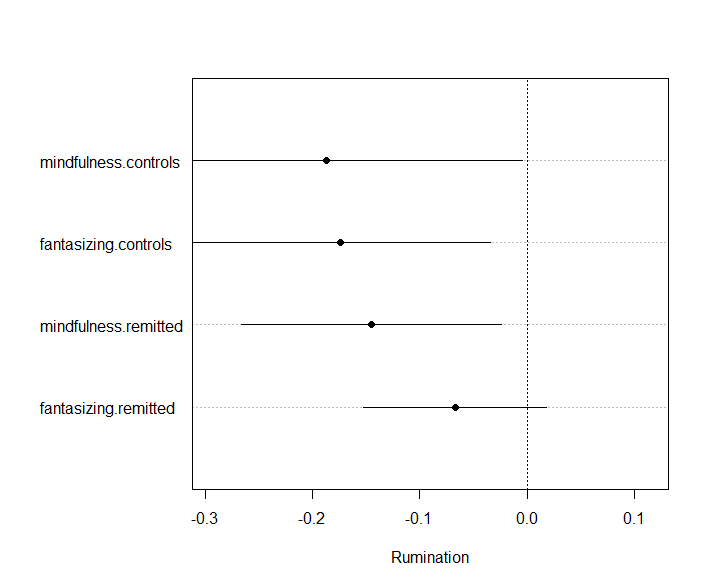 mindfulness.controls
fantasizing.controls
mindfulness.remitted
fantasizing.remitted
-0.3 -0.2 -0.1 0.0 0.1
Rumination